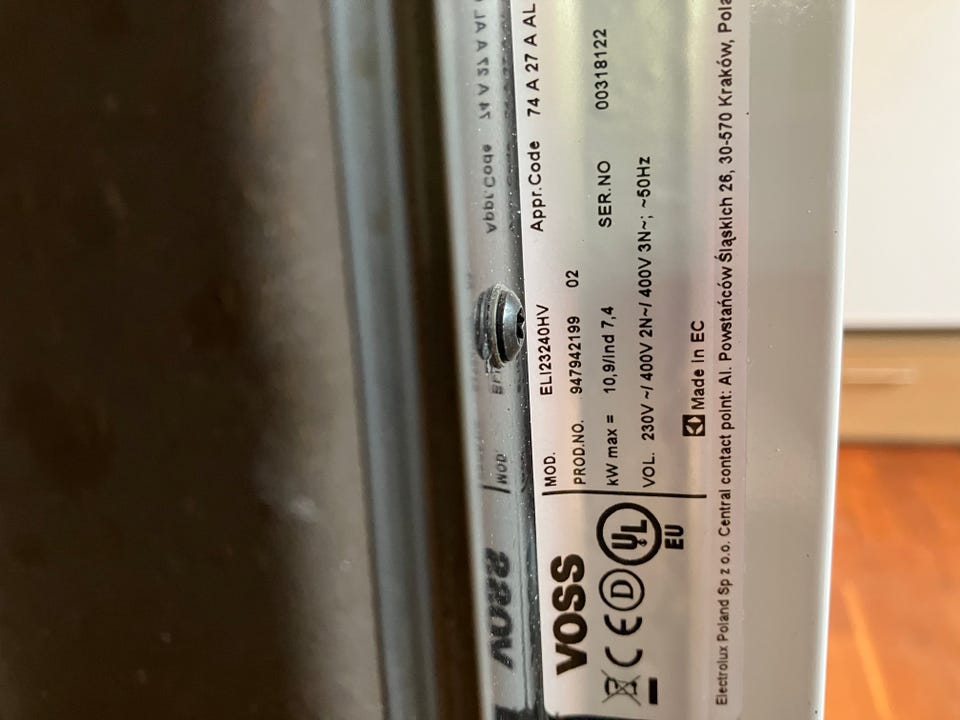 VOSS
MOD. ELI23240HV Appr.Code 74 A 27 A AL
PROD.NO. 947942199 02
kW max = 10,9/Ind 7,4 SER.NO 00318122
VOL. 230V ~/ 400V 2N~/ 400V 3N~; ~50Hz
CE D UL
EU
Made In EC
Electrolux Poland Sp z o.o. Central contact point: Al. Powstańców Śląskich 26, 30-570 Kraków,